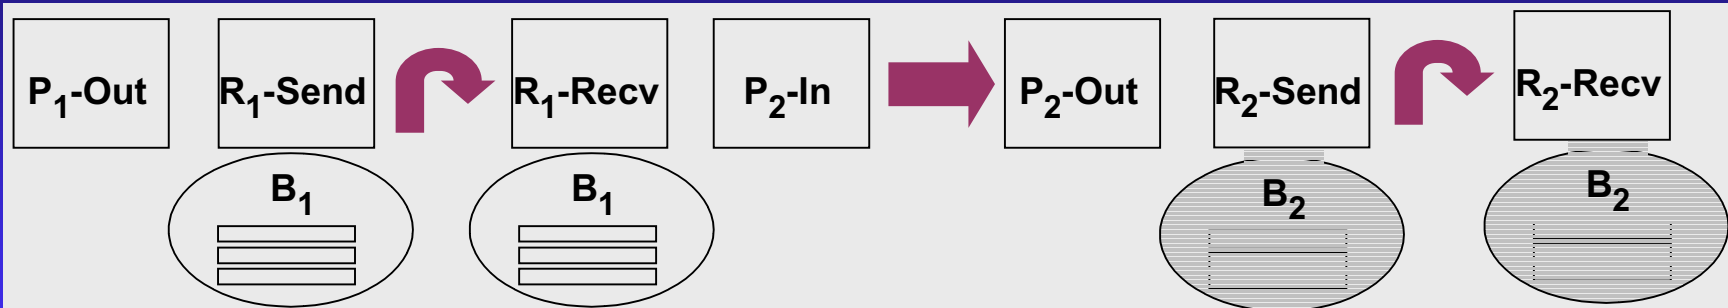 P1-Out R1-Send R1-Recv P2-In P2-Out R2-Send R2-Recv
B1 B1 B2 B2